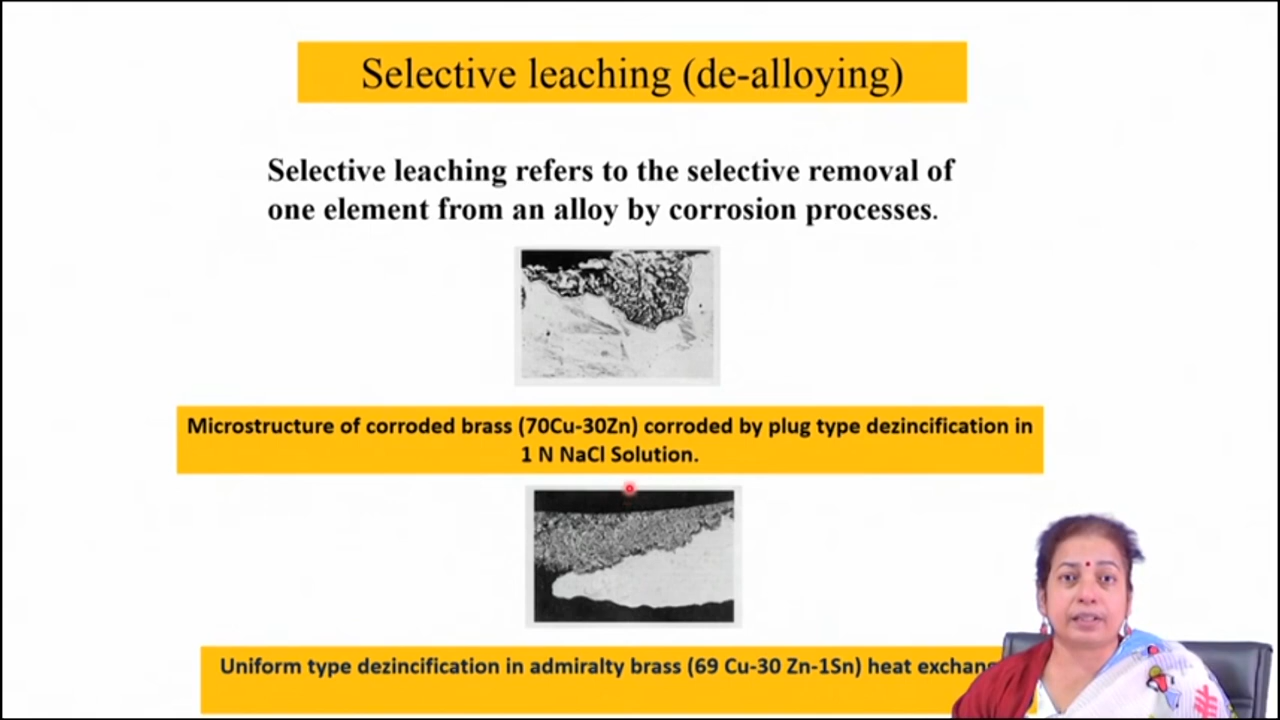 Selective leaching (de-alloying)
Selective leaching refers to the selective removal of
one element from an alloy by corrosion processes.
Microstructure of corroded brass (70Cu-30Zn) corroded by plug type dezincification in
1 N NaCl Solution.
Uniform type dezincification in admiralty brass (69 Cu-30 Zn-1Sn) heat